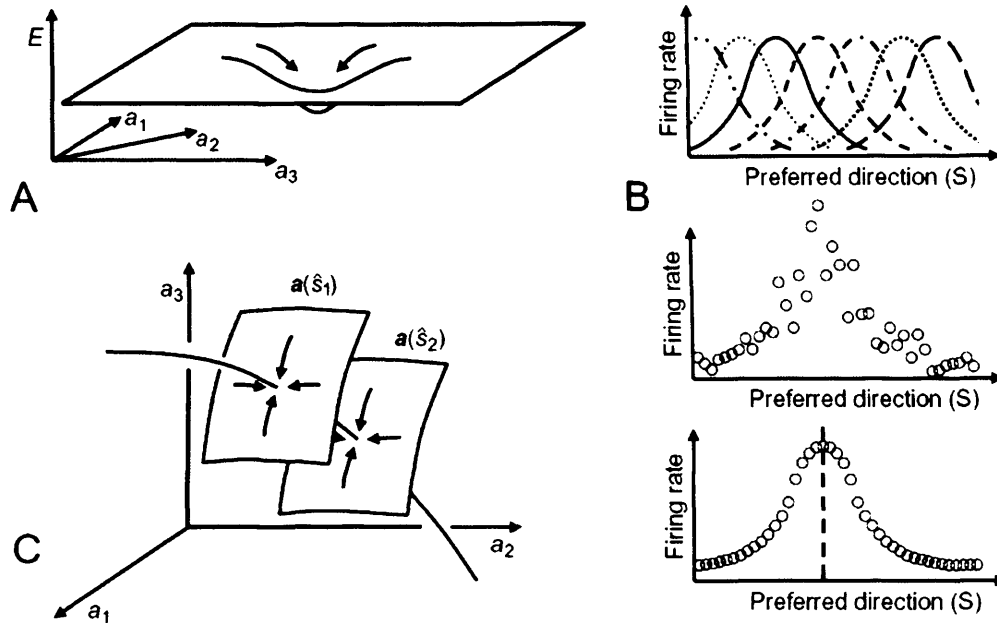 E
a₁
a₂
a₃
A
Firing rate
Preferred direction (S)
B
Firing rate
Preferred direction (S)
Firing rate
Preferred direction (S)
a₃
a(ŝ₁)
a(ŝ₂)
a₂
a₁
C